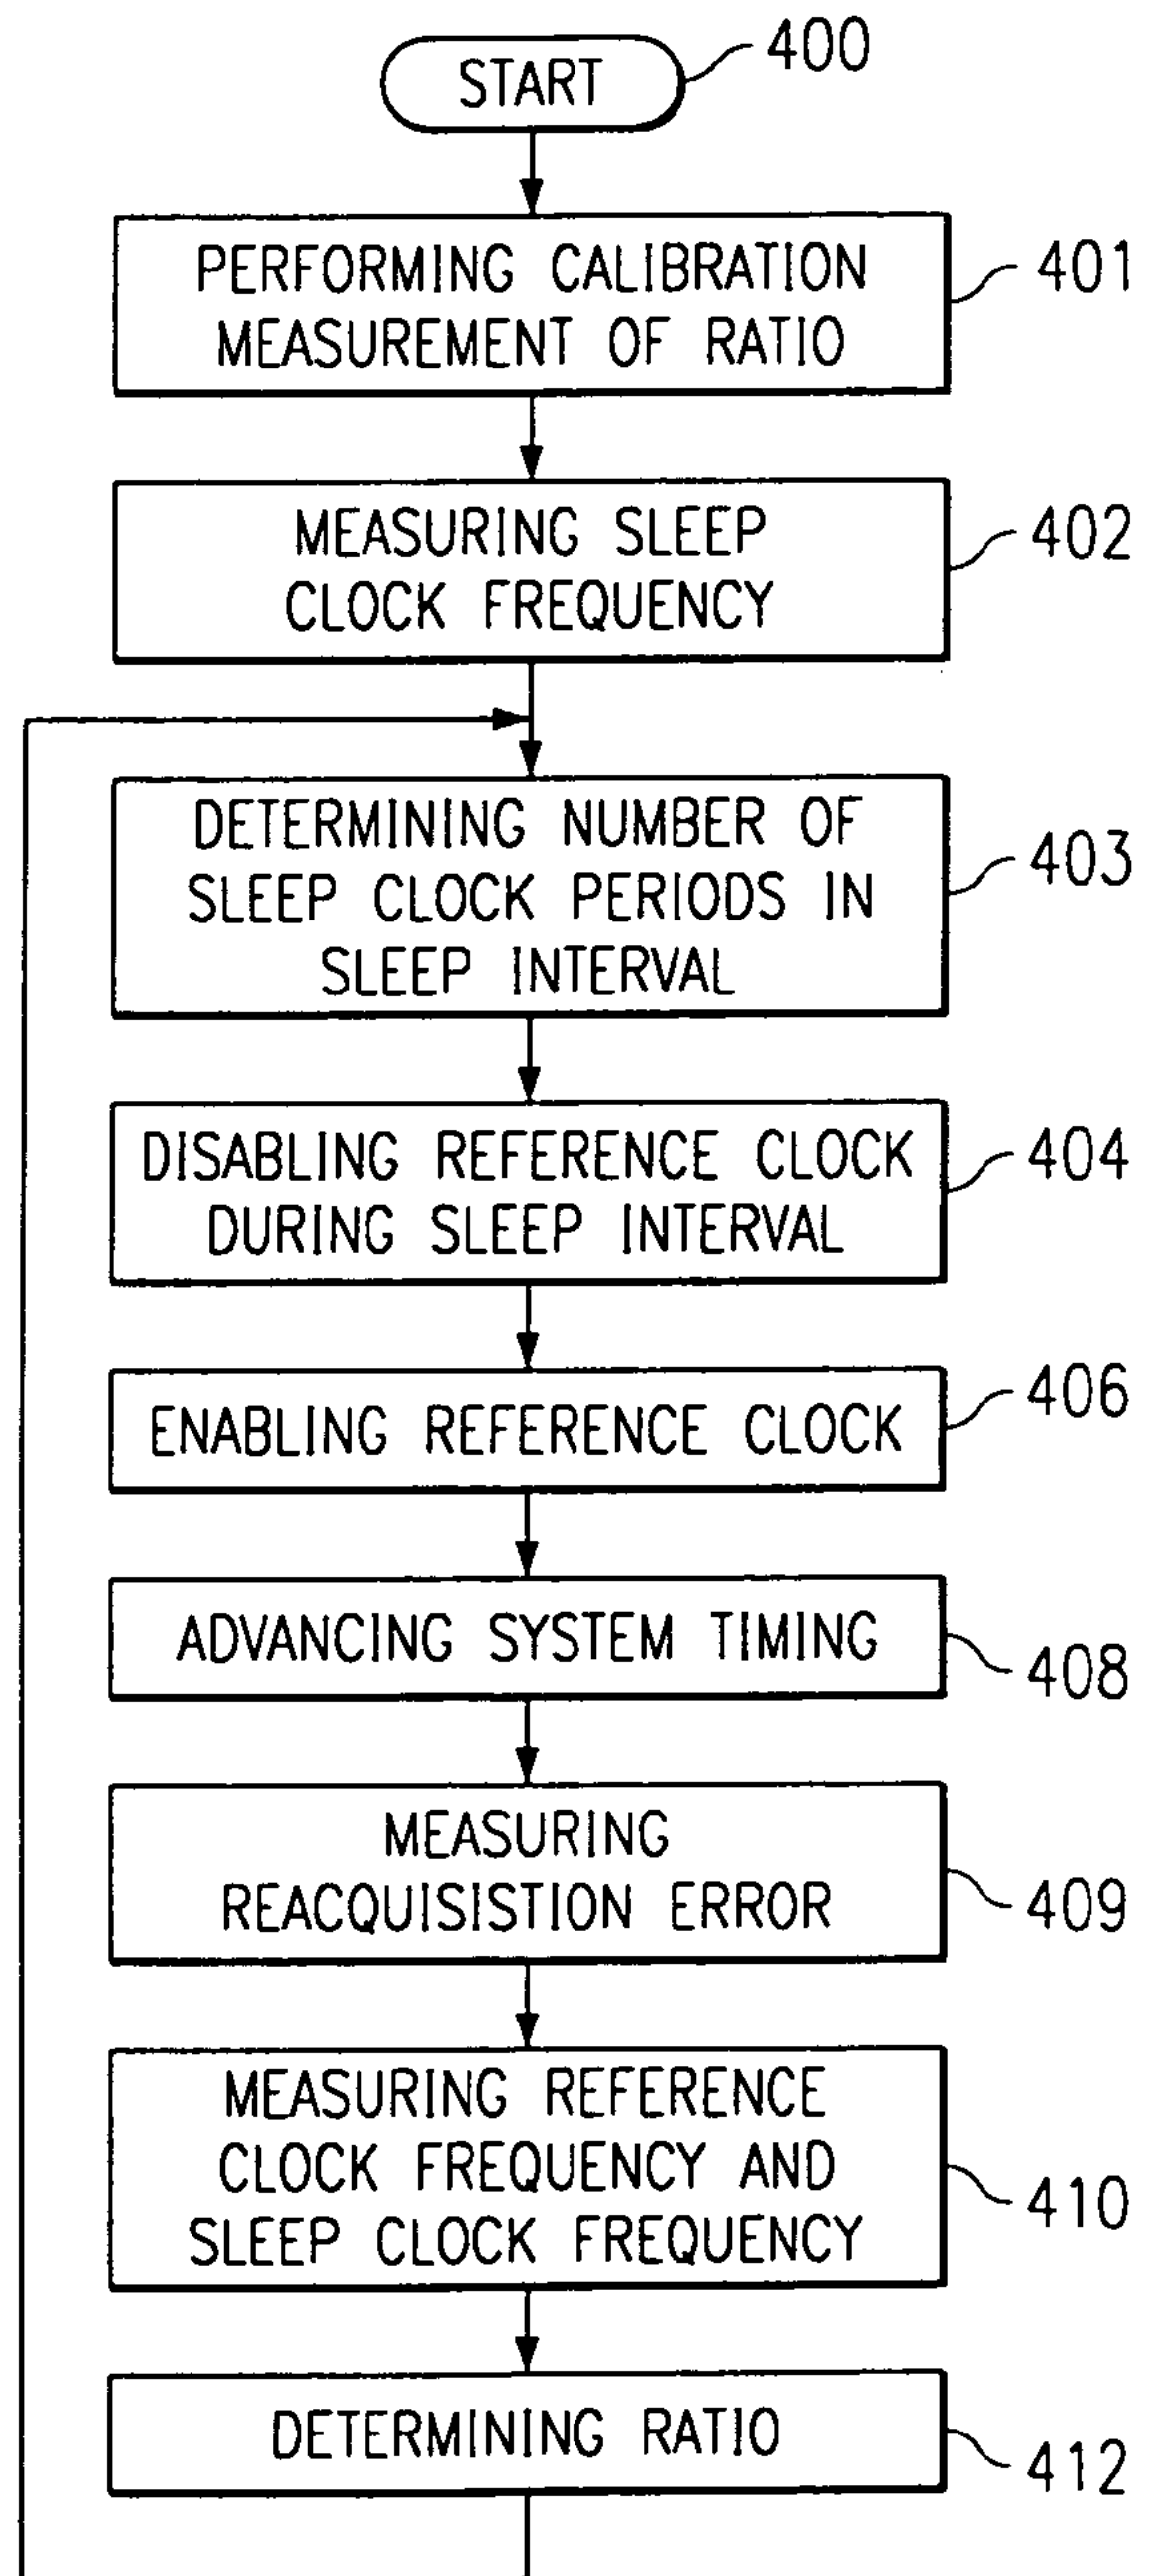 START
400
PERFORMING CALIBRATION
MEASUREMENT OF RATIO
401
MEASURING SLEEP
CLOCK FREQUENCY
402
DETERMINING NUMBER OF
SLEEP CLOCK PERIODS IN
SLEEP INTERVAL
403
DISABLING REFERENCE CLOCK
DURING SLEEP INTERVAL
404
ENABLING REFERENCE CLOCK
406
ADVANCING SYSTEM TIMING
408
MEASURING
REACQUISISTION ERROR
409
MEASURING REFERENCE
CLOCK FREQUENCY AND
SLEEP CLOCK FREQUENCY
410
DETERMINING RATIO
412